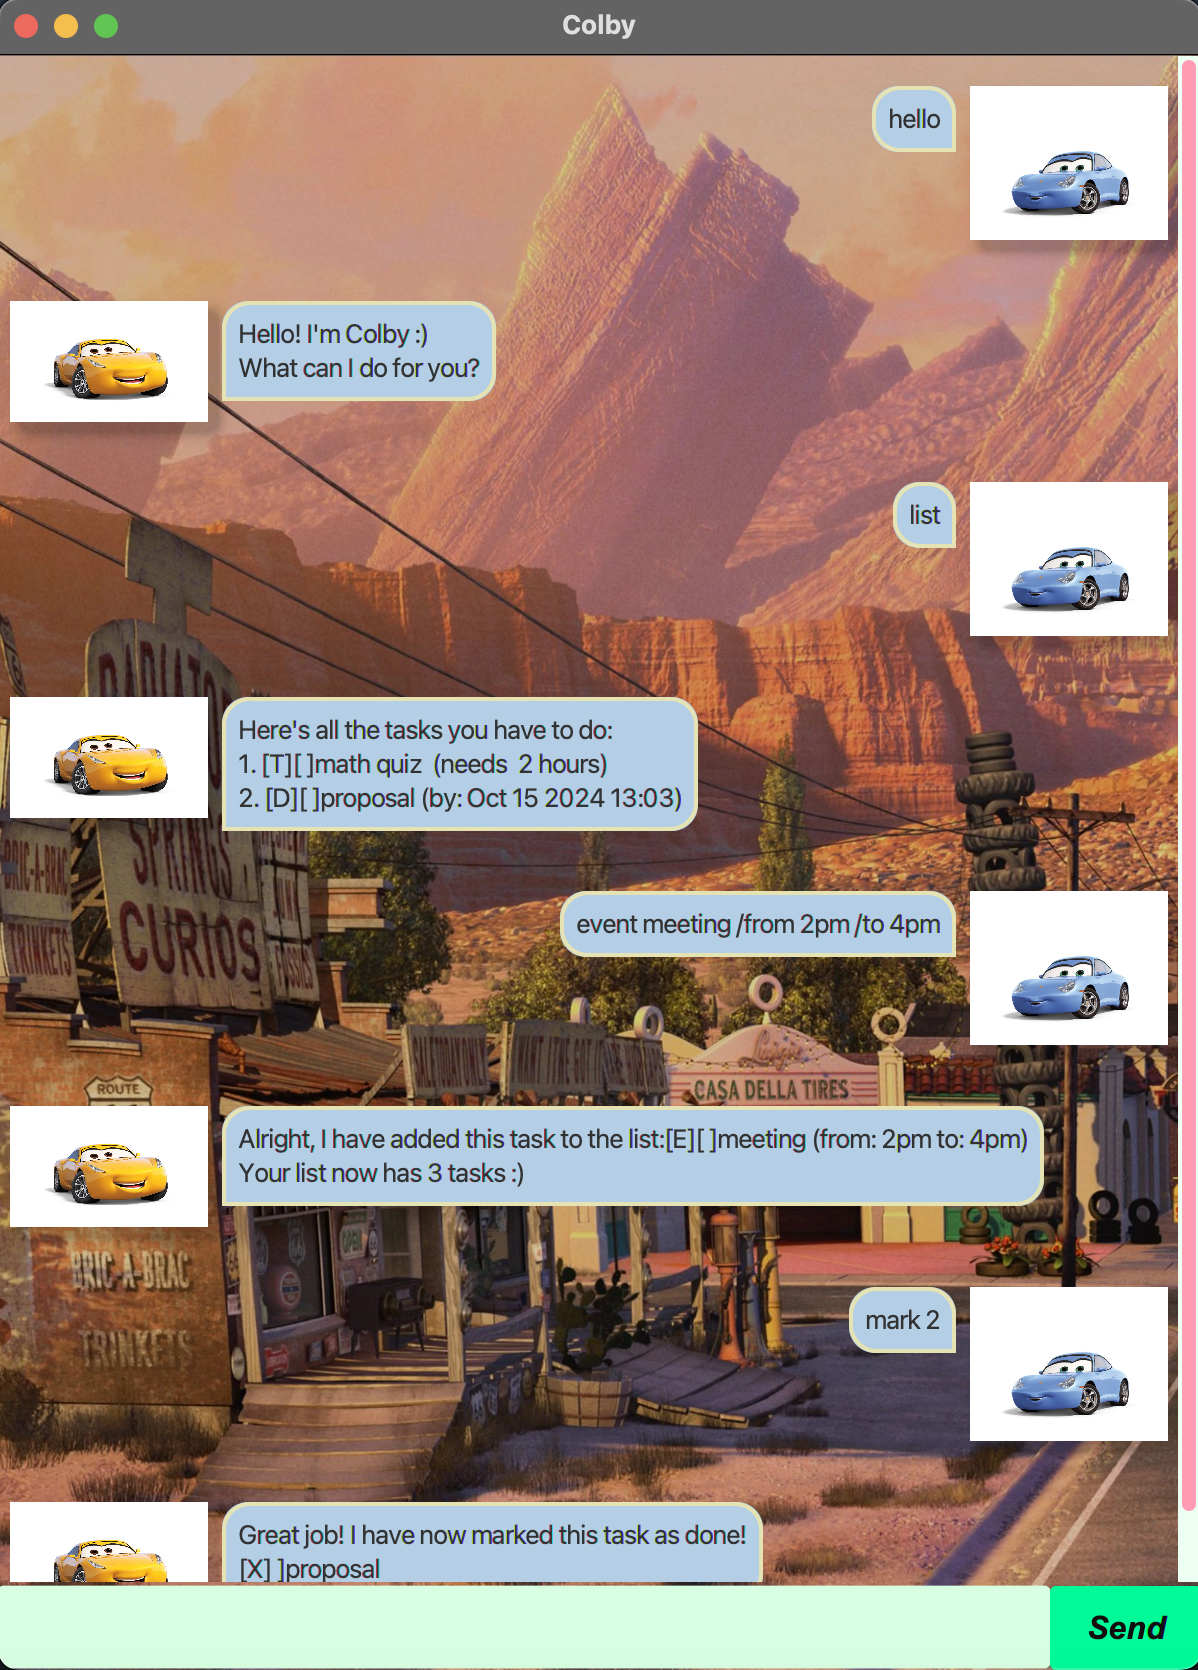 Colby
hello
Hello! I'm Colby :)
What can I do for you?
list
Here's all the tasks you have to do:
1. [T][ ]math quiz  (needs  2 hours)
2. [D][ ]proposal (by: Oct 15 2024 13:03)
SPRINGS
CURIOS
BRIC-A-BRAC
TRINKETS
event meeting /from 2pm /to 4pm
Luigi's
CASA DELLA TIRES
ROUTE
Alright, I have added this task to the list:[E][ ]meeting (from: 2pm to: 4pm)
Your list now has 3 tasks :)
BRIC-A-BRAC
TRINKETS
mark 2
Great job! I have now marked this task as done!
[X] ]proposal
Send